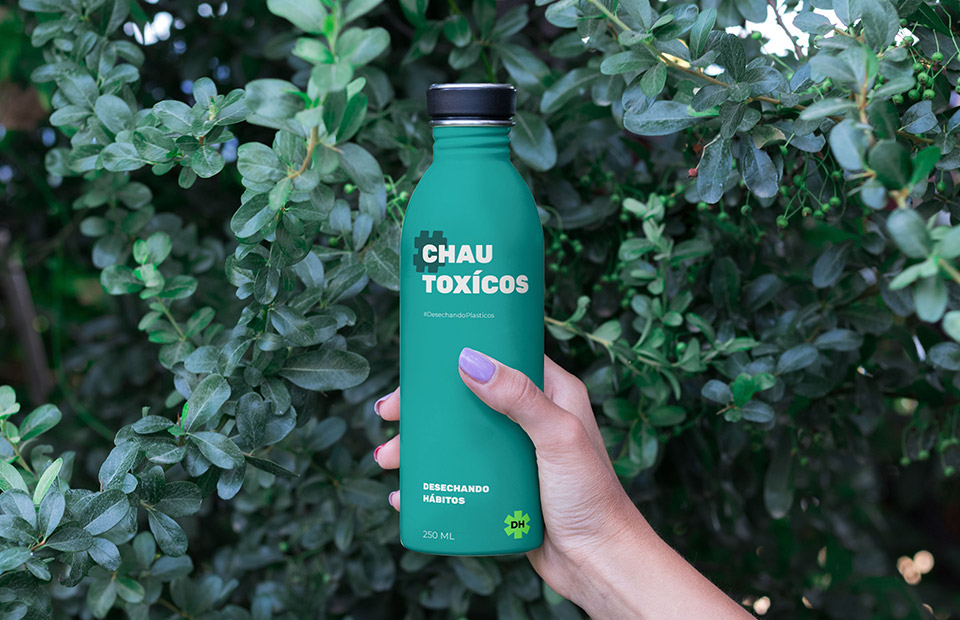 #CHAU
TOXÍCOS
#DesechandoPlasticos
DESECHANDO
HÁBITOS
250 ML
DH